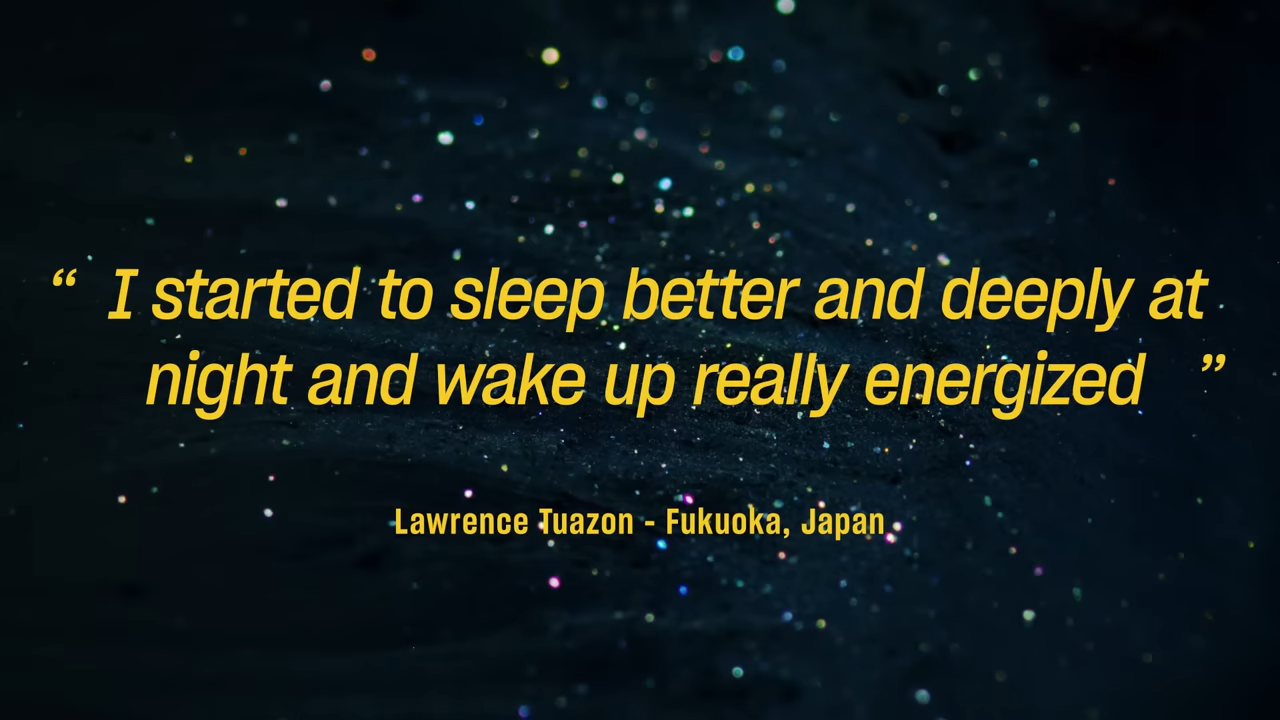 “ I started to sleep better and deeply at
night and wake up really energized ”
Lawrence Tuazon - Fukuoka, Japan